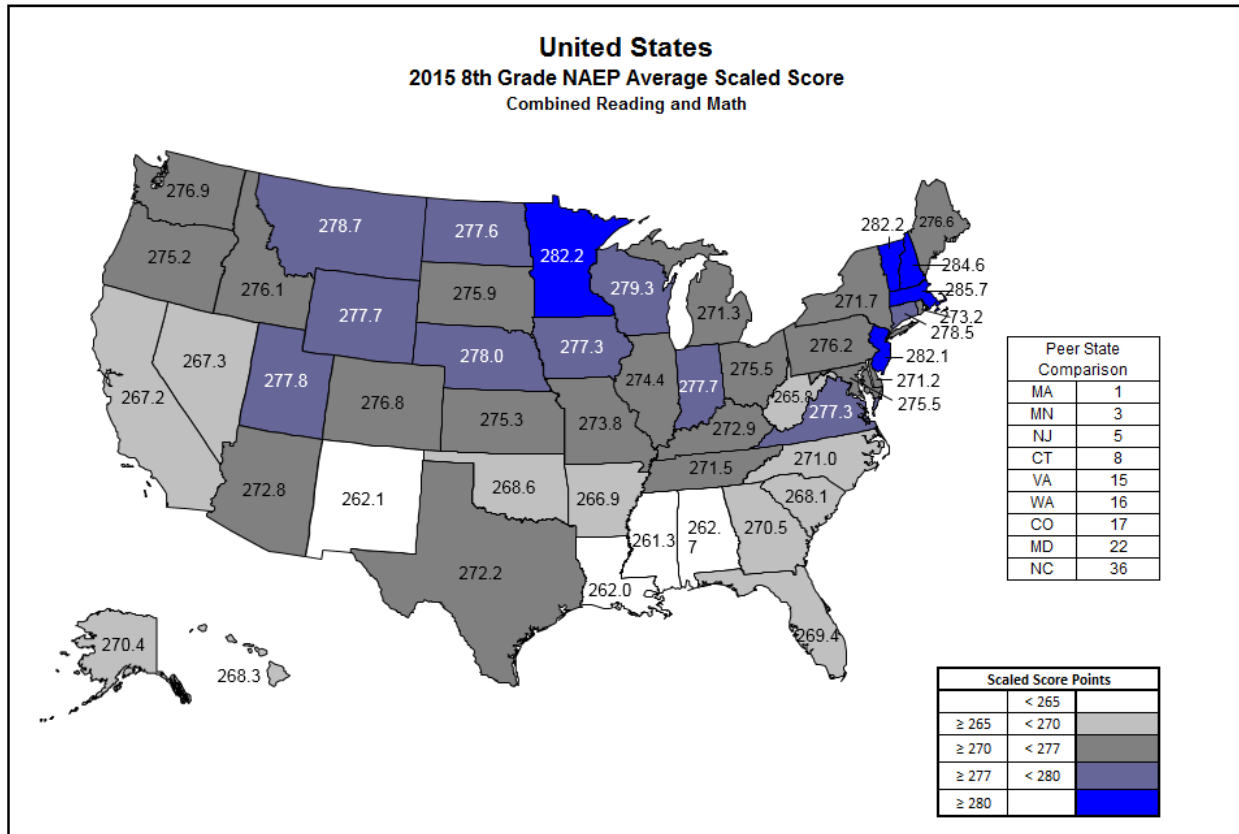 United States
2015 8th Grade NAEP Average Scaled Score
Combined Reading and Math
276.9
278.7
277.6
282.2
282.2
276.6
275.2
276.1
275.9
279.3
284.6
285.7
271.3
271.7
273.2
278.5
277.7
267.3
277.8
278.0
277.3
276.2
282.1
267.2
276.8
275.3
274.4
277.7
275.5
271.2
275.5
265.8
277.3
273.8
272.9
272.8
262.1
268.6
266.9
271.5
271.0
268.1
261.3
262.
7
270.5
272.2
262.0
269.4
270.4
268.3
Peer State
Comparison
MA 1
MN 3
NJ 5
CT 8
VA 15
WA 16
CO 17
MD 22
NC 36
Scaled Score Points
< 265
≥ 265 < 270
≥ 270 < 277
≥ 277 < 280
≥ 280